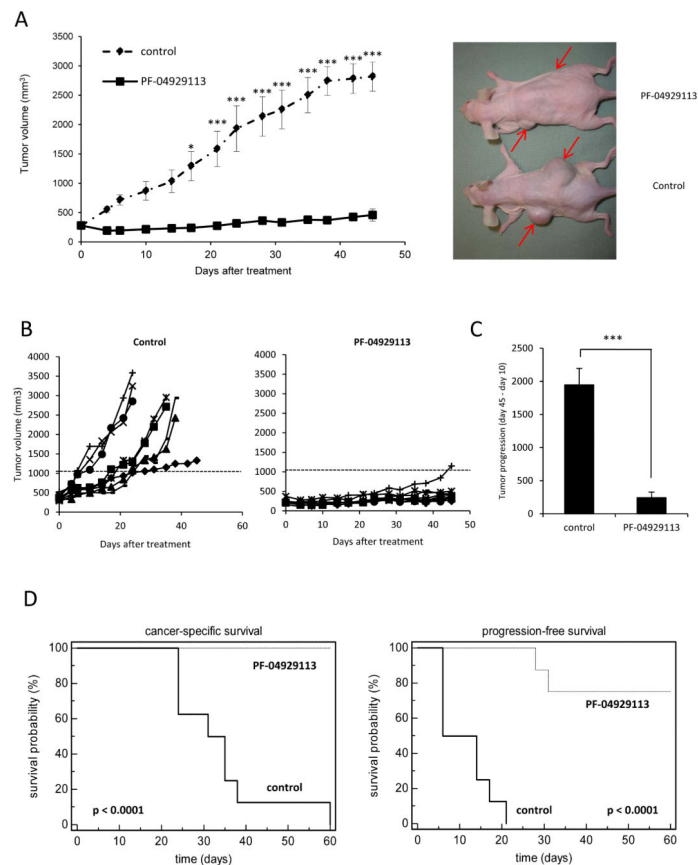 A
Tumor volume (mm3)
3500
3000
2500
2000
1500
1000
500
0
control
PF-04929113
*
***
***
***
***
***
***
***
***
0
10
20
30
40
50
Days after treatment
PF-04929113
Control
B
Control
Tumor volume (mm3)
4000
3500
3000
2500
2000
1500
1000
500
0
0
20
40
60
Days after treatment
PF-04929113
4000
3500
3000
2500
2000
1500
1000
500
0
0
10
20
30
40
50
Days after treatment
C
Tumor progression (day 45 - day 10)
2500
2000
1500
1000
500
0
***
control
PF-04929113
D
cancer-specific survival
survival probability (%)
100
80
60
40
20
0
PF-04929113
control
p < 0.0001
0
10
20
30
40
50
60
time (days)
progression-free survival
survival probability (%)
100
80
60
40
20
0
PF-04929113
control
p < 0.0001
0
10
20
30
40
50
60
time (days)